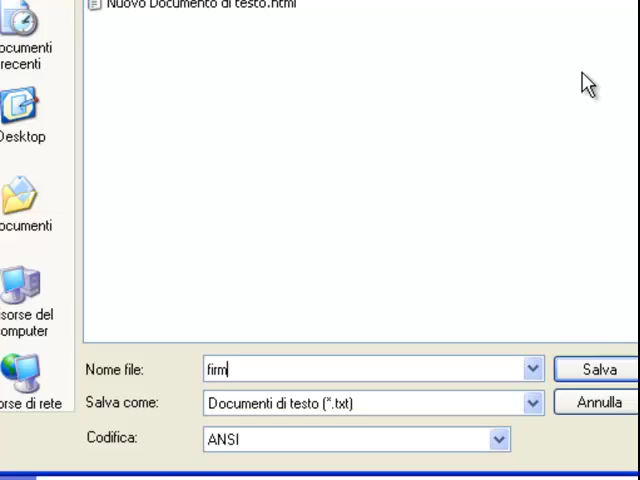 Nuovo Documento di testo.html
ocumenti
recenti
Desktop
ocumenti
isorse del
omputer
orse di rete
Nome file:
firm
Salva
Salva come:
Documenti di testo (*.txt)
Annulla
Codifica:
ANSI